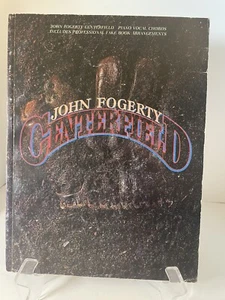 JOHN FOGERTY CENTERFIELD PIANO VOCAL CHORDS
INCLUDES PROFESSIONAL FAKE BOOK ARRANGEMENTS
JOHN FOGERTY
CENTERFIELD